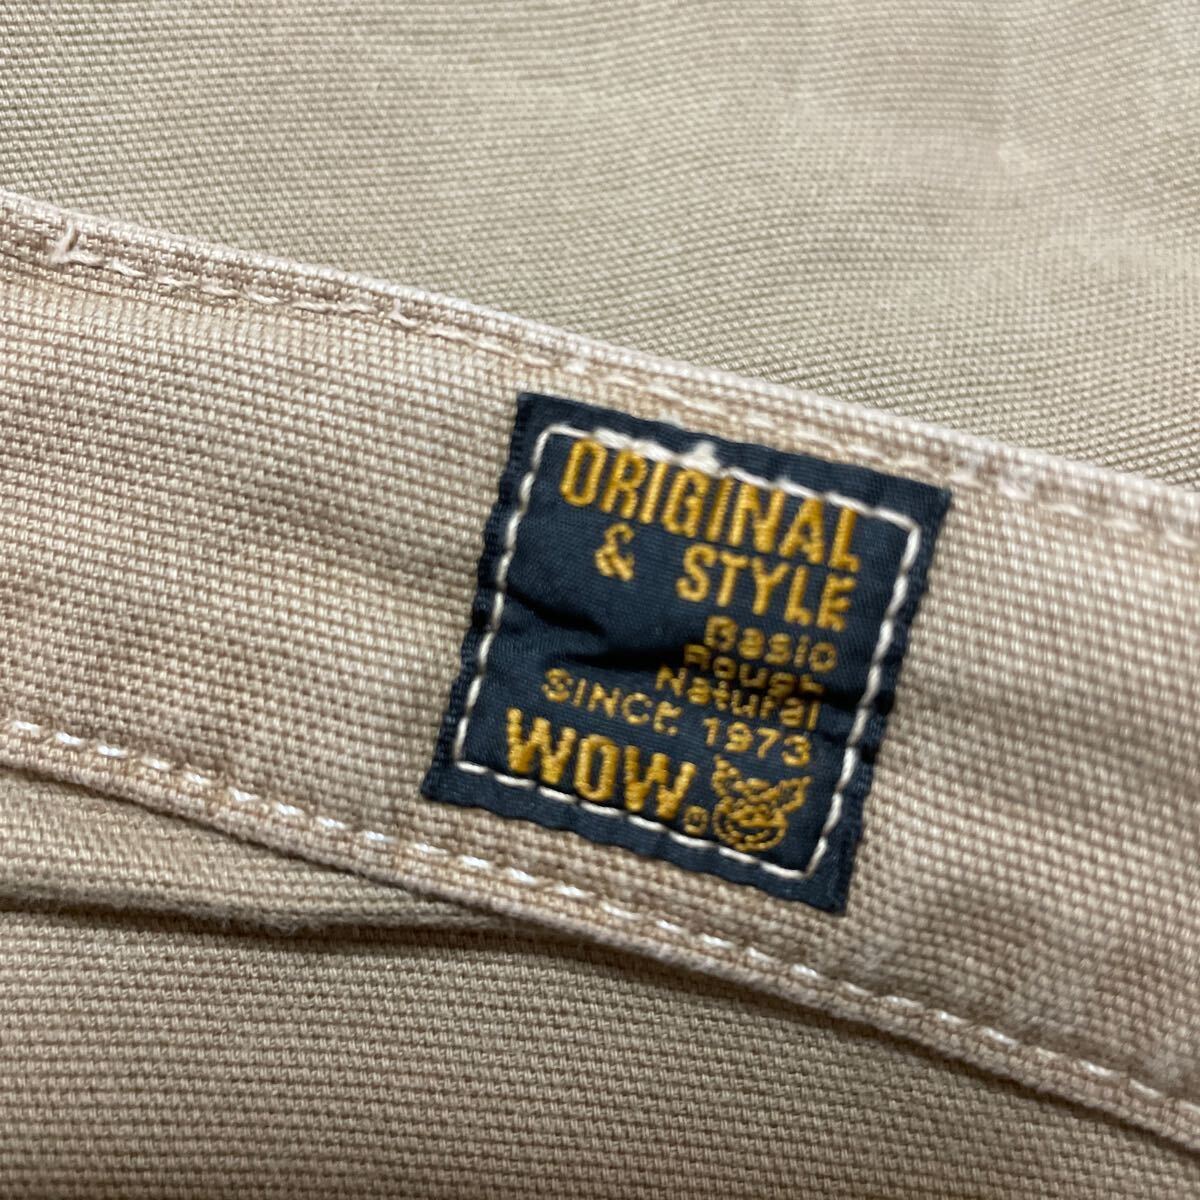 ORIGINAL
& STYLE
Basic
Rough
Natural
SINCE 1973
WOW®